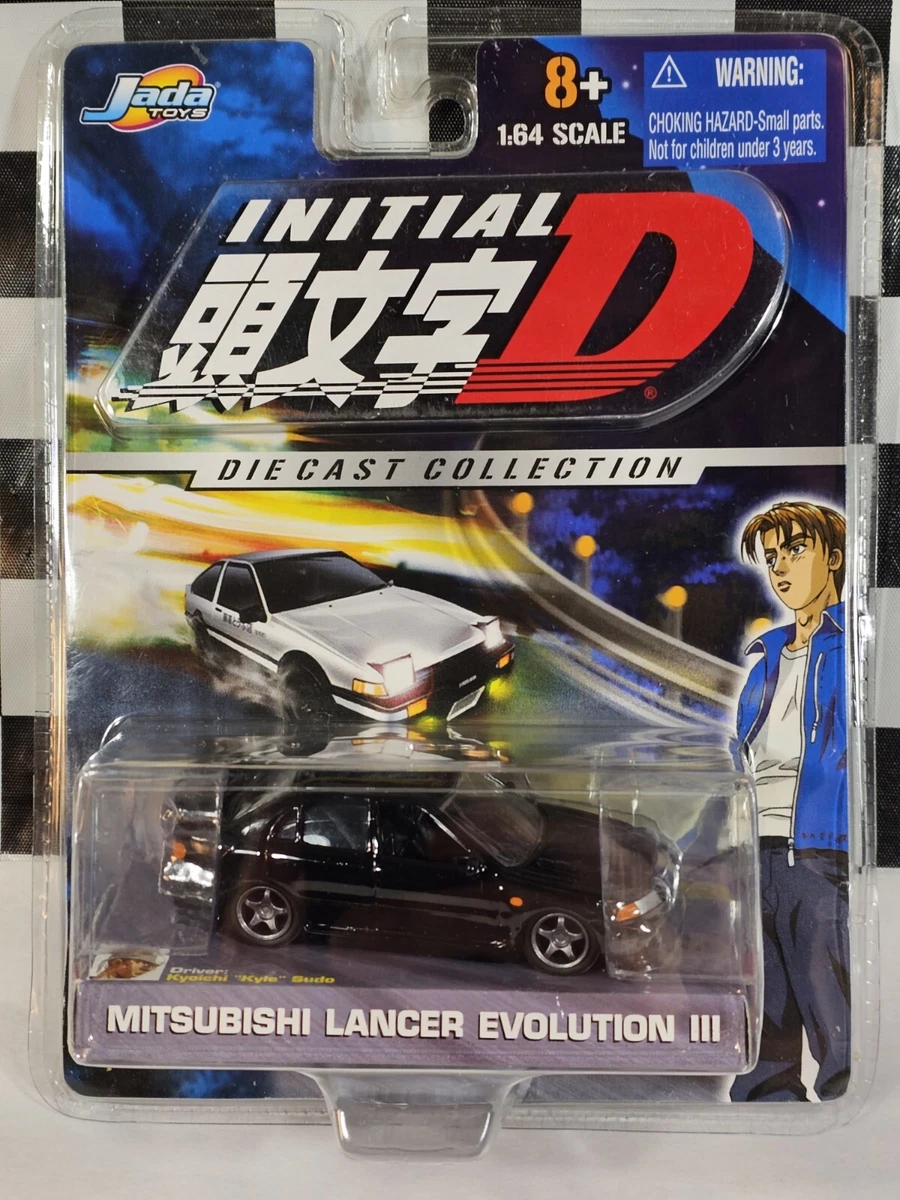 Jada
TOYS
8+
1:64 SCALE
WARNING:
CHOKING HAZARD-Small parts.
Not for children under 3 years.
INITIAL D
頭文字
®
DIE CAST COLLECTION
Driver:
Kyoichi "Kyle" Sudo
MITSUBISHI LANCER EVOLUTION III